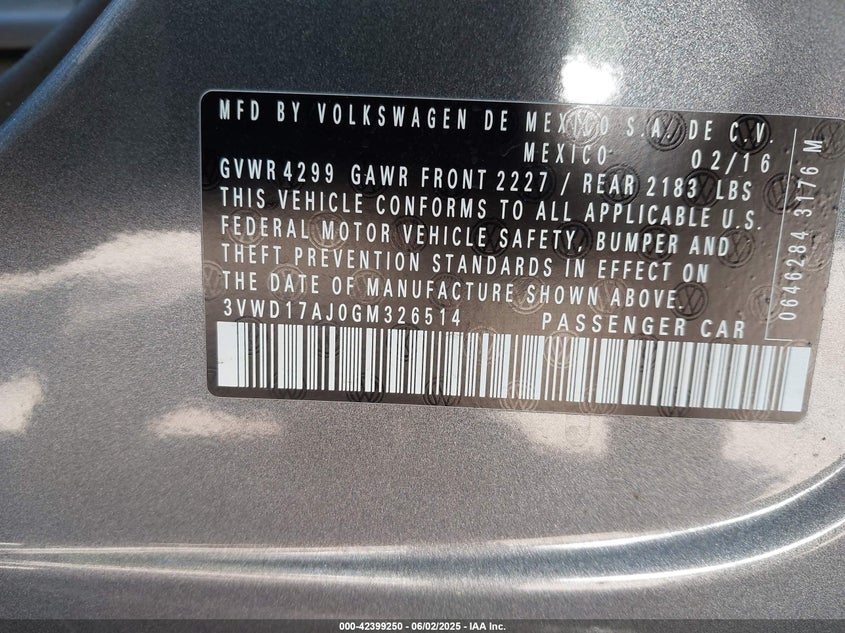 MFD BY VOLKSWAGEN DE MEXICO S.A. DE C.V.
MEXICO 02/16
GVWR 4299 GAWR FRONT 2227 / REAR 2183 LBS
THIS VEHICLE CONFORMS TO ALL APPLICABLE U.S.
FEDERAL MOTOR VEHICLE SAFETY, BUMPER AND
THEFT PREVENTION STANDARDS IN EFFECT ON
THE DATE OF MANUFACTURE SHOWN ABOVE.
3VWD17AJ0GM326514 PASSENGER CAR
0646284 3176 M
000-42399250 | 06/02/2025 - IAA Inc.